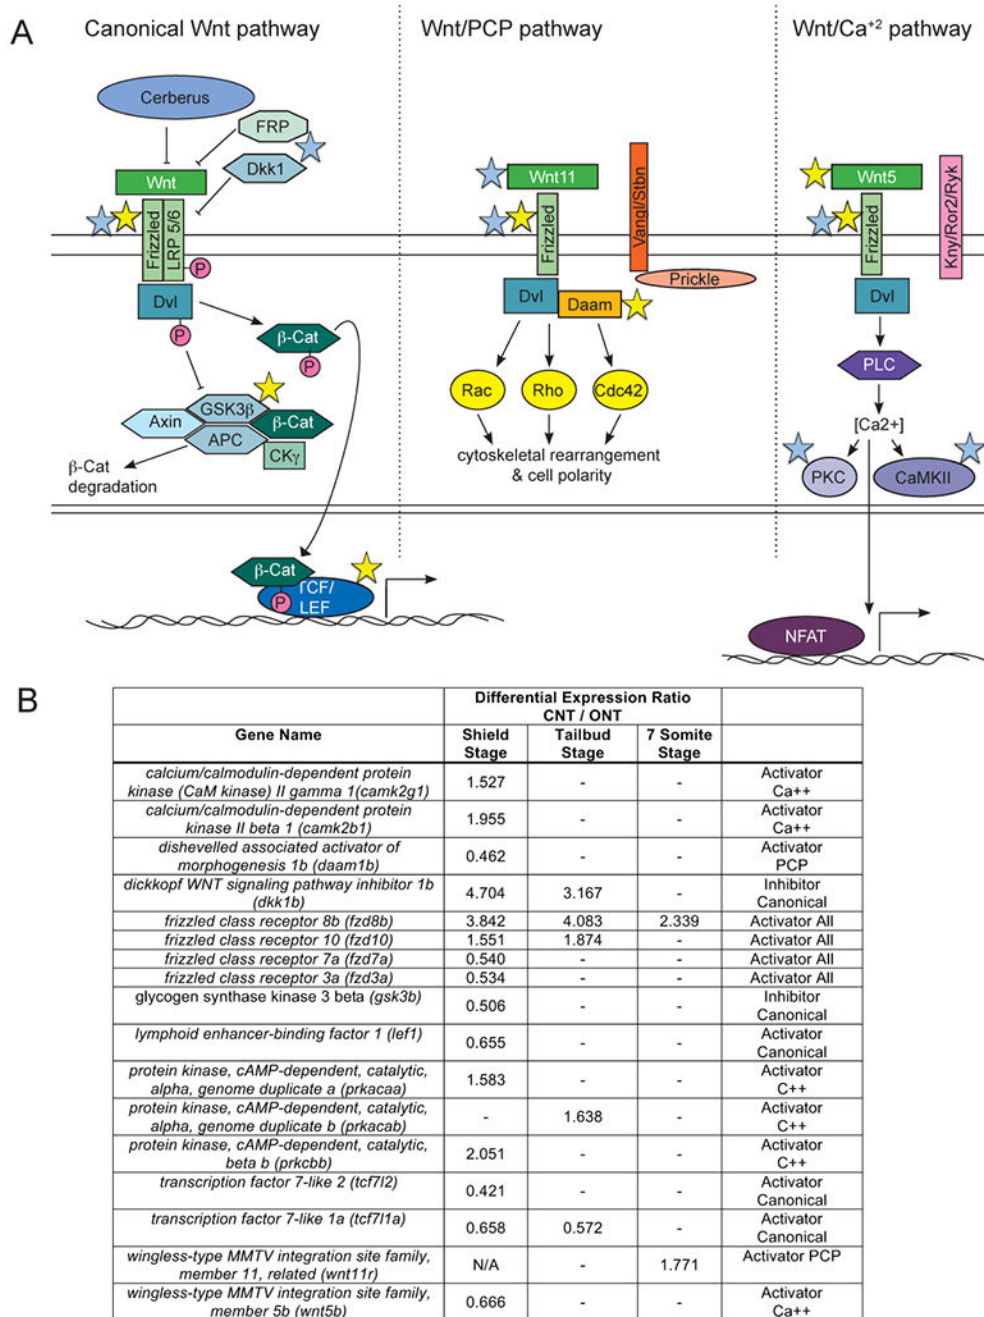 A
Canonical Wnt pathway
Wnt/PCP pathway
Wnt/Ca+2 pathway
Cerberus
FRP
Dkk1
Wnt
Frizzled
LRP 5/6
P
Dvl
P
β-Cat
P
GSK3β
Axin
β-Cat
APC
CKγ
β-Cat
degradation
β-Cat
P
TCF/
LEF
Wnt11
Frizzled
Vangl/Stbn
Prickle
Dvl
Daam
Rac
Rho
Cdc42
cytoskeletal rearrangement
& cell polarity
Wnt5
Frizzled
Kny/Ror2/Ryk
Dvl
PLC
[Ca2+]
PKC
CaMKII
NFAT
B
Differential Expression Ratio
CNT / ONT
Gene Name Shield Stage Tailbud Stage 7 Somite Stage
calcium/calmodulin-dependent protein
kinase (CaM kinase) II gamma 1(camk2g1) 1.527 - - Activator Ca++
calcium/calmodulin-dependent protein
kinase II beta 1 (camk2b1) 1.955 - - Activator Ca++
dishevelled associated activator of
morphogenesis 1b (daam1b) 0.462 - - Activator PCP
dickkopf WNT signaling pathway inhibitor 1b
(dkk1b) 4.704 3.167 - Inhibitor Canonical
frizzled class receptor 8b (fzd8b) 3.842 4.083 2.339 Activator All
frizzled class receptor 10 (fzd10) 1.551 1.874 - Activator All
frizzled class receptor 7a (fzd7a) 0.540 - - Activator All
frizzled class receptor 3a (fzd3a) 0.534 - - Activator All
glycogen synthase kinase 3 beta (gsk3b) 0.506 - - Inhibitor Canonical
lymphoid enhancer-binding factor 1 (lef1) 0.655 - - Activator Canonical
protein kinase, cAMP-dependent, catalytic,
alpha, genome duplicate a (prkacaa) 1.583 - - Activator C++
protein kinase, cAMP-dependent, catalytic,
alpha, genome duplicate b (prkacab) - 1.638 - Activator C++
protein kinase, cAMP-dependent, catalytic,
beta b (prkcbb) 2.051 - - Activator C++
transcription factor 7-like 2 (tcf7l2) 0.421 - - Activator Canonical
transcription factor 7-like 1a (tcf7l1a) 0.658 0.572 - Activator Canonical
wingless-type MMTV integration site family,
member 11, related (wnt11r) N/A - 1.771 Activator PCP
wingless-type MMTV integration site family,
member 5b (wnt5b) 0.666 - - Activator Ca++